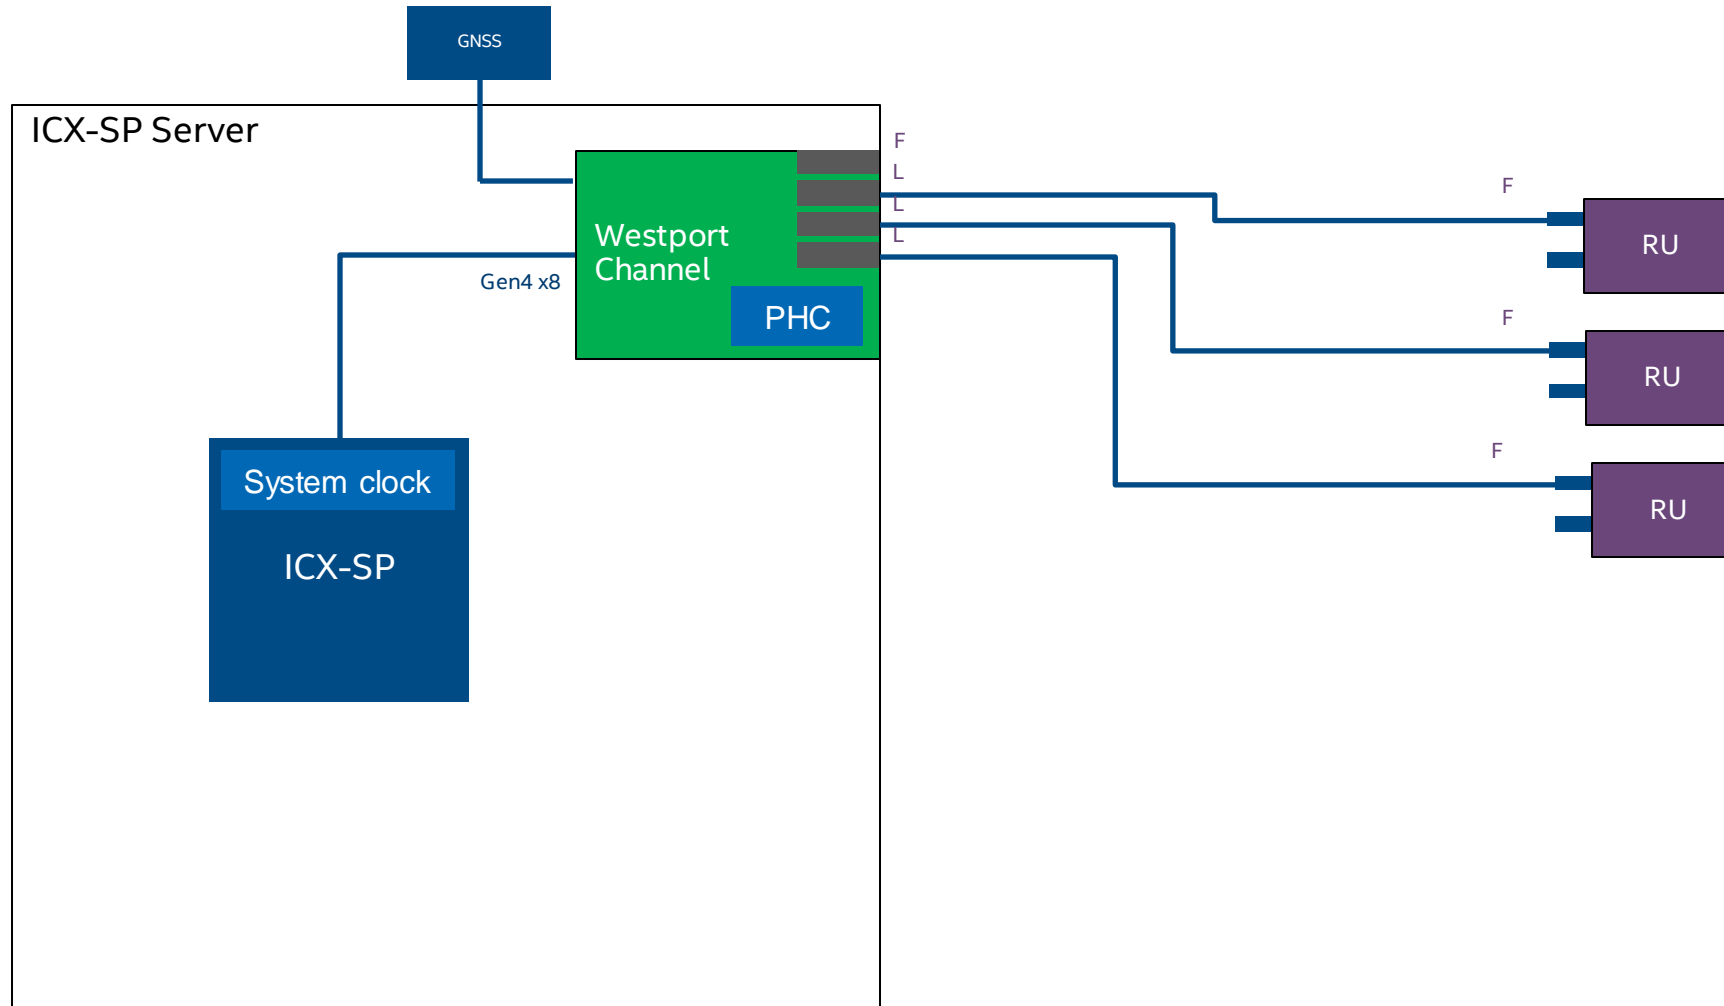 GNSS
ICX-SP Server
F
L
L
L
Westport
Channel
PHC
Gen4 x8
System clock
ICX-SP
F
RU
F
RU
F
RU